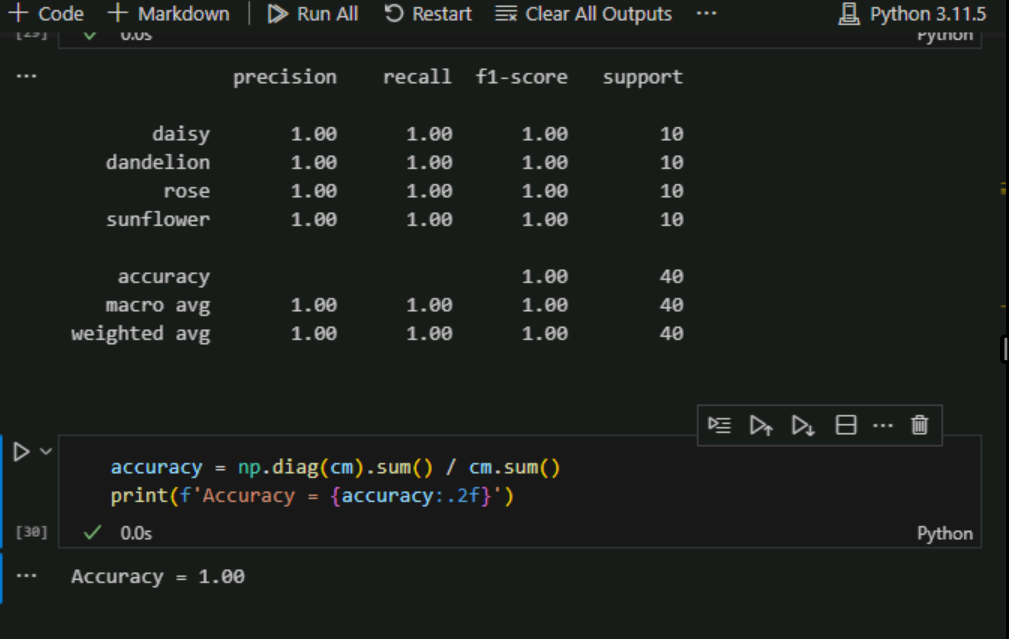 + Code + Markdown | Run All Restart Clear All Outputs ... Python 3.11.5
[29] 0.0s Python
... precision recall f1-score support
daisy 1.00 1.00 1.00 10
dandelion 1.00 1.00 1.00 10
rose 1.00 1.00 1.00 10
sunflower 1.00 1.00 1.00 10
accuracy 1.00 40
macro avg 1.00 1.00 1.00 40
weighted avg 1.00 1.00 1.00 40
...
accuracy = np.diag(cm).sum() / cm.sum()
print(f'Accuracy = {accuracy:.2f}')
[30] 0.0s Python
... Accuracy = 1.00